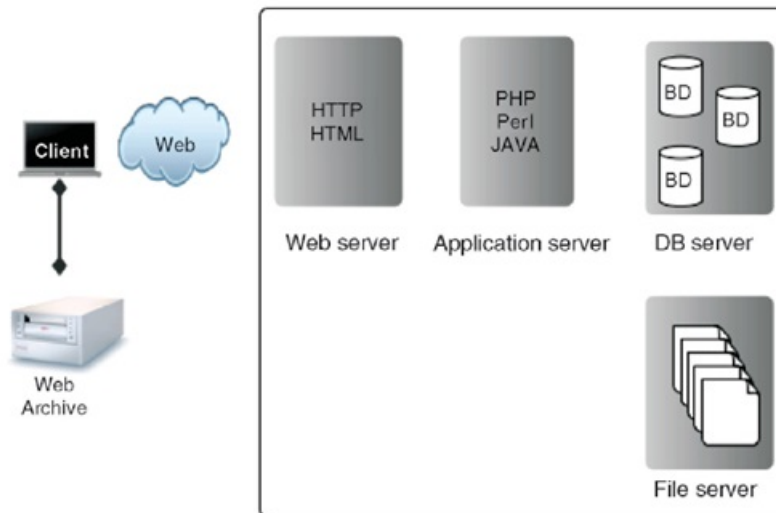 Client
Web
Web
Archive
HTTP
HTML
Web server
PHP
Perl
JAVA
Application server
BD
BD
BD
DB server
File server